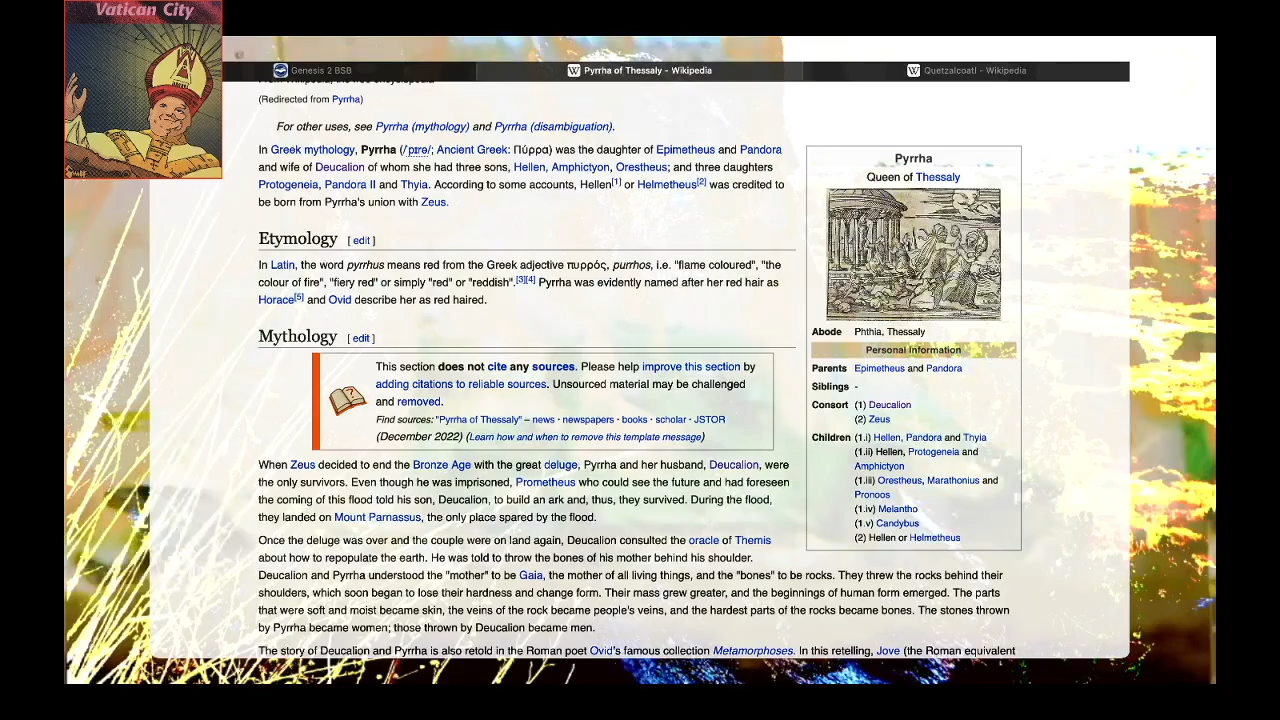 Vatican City
Genesis 2 BSB
Pyrrha of Thessaly - Wikipedia
Quetzalcoatl - Wikipedia
From Wikipedia, the free encyclopedia
(Redirected from Pyrrha)
For other uses, see Pyrrha (mythology) and Pyrrha (disambiguation).
In Greek mythology, Pyrrha (/ˈpɪrə/; Ancient Greek: Πύρρα) was the daughter of Epimetheus and Pandora
and wife of Deucalion of whom she had three sons, Hellen, Amphictyon, Orestheus; and three daughters
Protogeneia, Pandora II and Thyia. According to some accounts, Hellen[1] or Helmetheus[2] was credited to
be born from Pyrrha's union with Zeus.
Etymology [ edit ]
In Latin, the word pyrrhus means red from the Greek adjective πυρρός, purrhos, i.e. "flame coloured", "the
colour of fire", "fiery red" or simply "red" or "reddish".[3][4] Pyrrha was evidently named after her red hair as
Horace[5] and Ovid describe her as red haired.
Mythology [ edit ]
This section does not cite any sources. Please help improve this section by
adding citations to reliable sources. Unsourced material may be challenged
and removed.
Find sources: "Pyrrha of Thessaly" – news · newspapers · books · scholar · JSTOR
(December 2022) (Learn how and when to remove this template message)
When Zeus decided to end the Bronze Age with the great deluge, Pyrrha and her husband, Deucalion, were
the only survivors. Even though he was imprisoned, Prometheus who could see the future and had foreseen
the coming of this flood told his son, Deucalion, to build an ark and, thus, they survived. During the flood,
they landed on Mount Parnassus, the only place spared by the flood.
Once the deluge was over and the couple were on land again, Deucalion consulted the oracle of Themis
about how to repopulate the earth. He was told to throw the bones of his mother behind his shoulder.
Deucalion and Pyrrha understood the "mother" to be Gaia, the mother of all living things, and the "bones" to be rocks. They threw the rocks behind their
shoulders, which soon began to lose their hardness and change form. Their mass grew greater, and the beginnings of human form emerged. The parts
that were soft and moist became skin, the veins of the rock became people's veins, and the hardest parts of the rocks became bones. The stones thrown
by Pyrrha became women; those thrown by Deucalion became men.
The story of Deucalion and Pyrrha is also retold in the Roman poet Ovid's famous collection Metamorphoses. In this retelling, Jove (the Roman equivalent
Pyrrha
Queen of Thessaly
Abode Phthia, Thessaly
Personal information
Parents Epimetheus and Pandora
Siblings -
Consort (1) Deucalion
(2) Zeus
Children (1.i) Hellen, Pandora and Thyia
(1.ii) Hellen, Protogeneia and
Amphictyon
(1.iii) Orestheus, Marathonius and
Pronoos
(1.iv) Melantho
(1.v) Candybus
(2) Hellen or Helmetheus